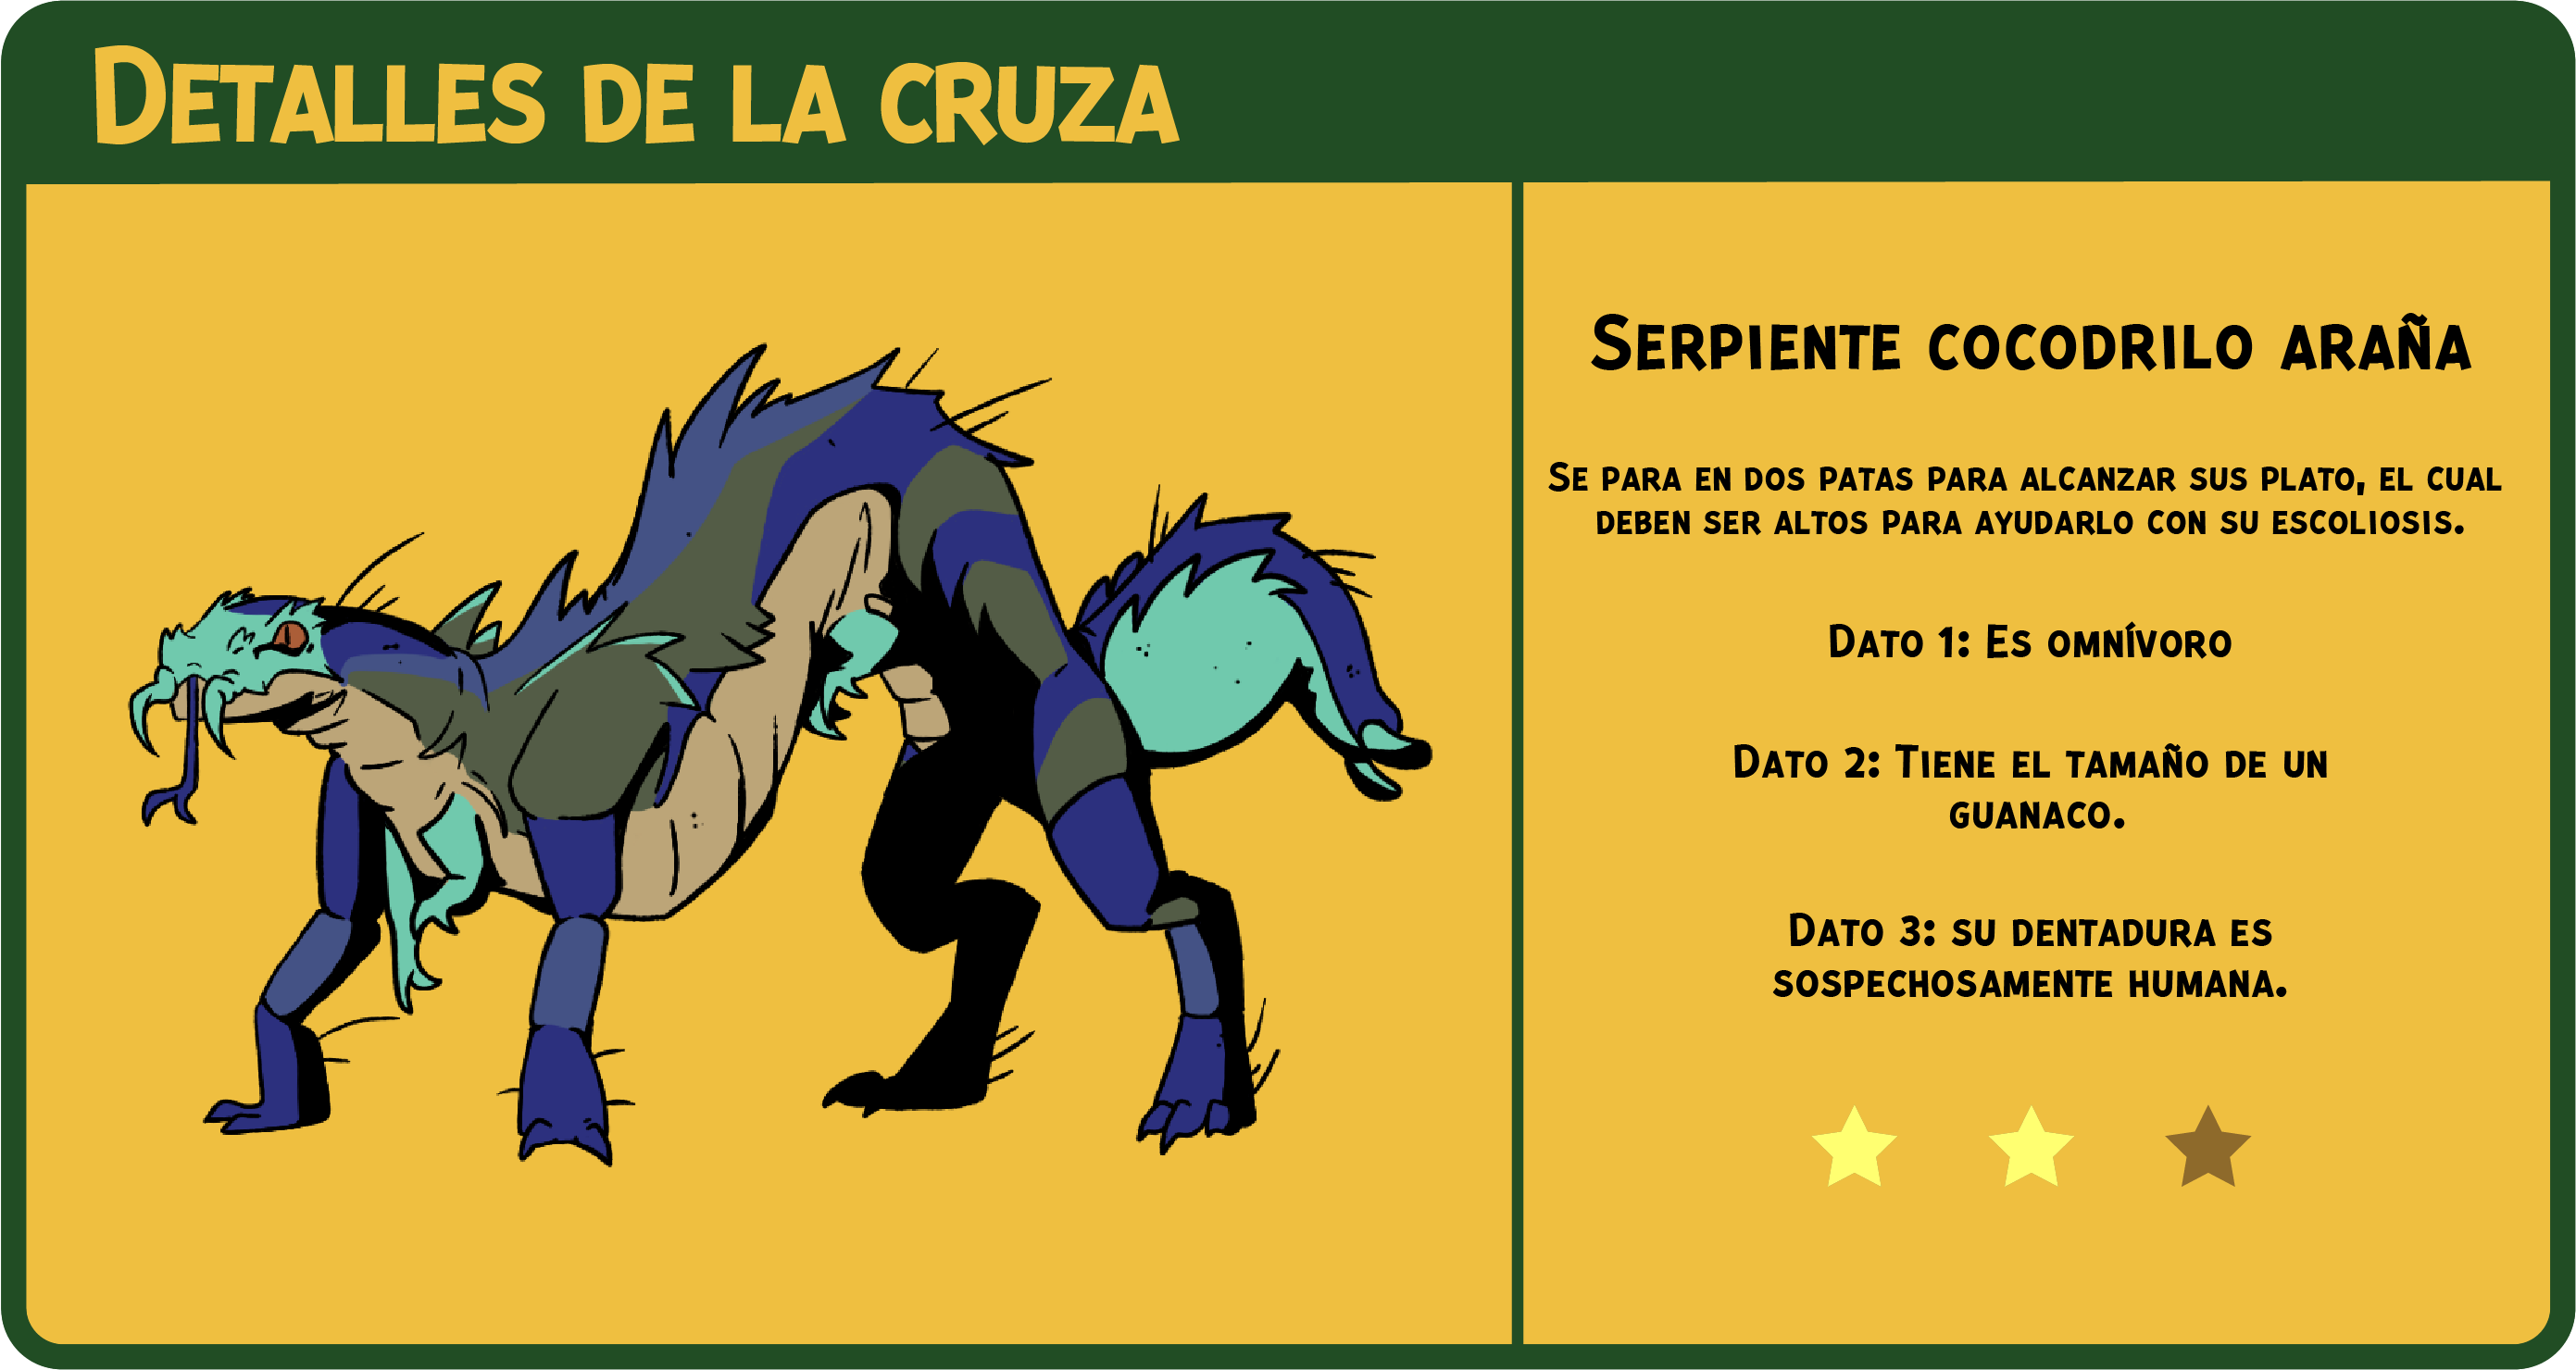 Detalles de la cruza
Serpiente cocodrilo araña
Se para en dos patas para alcanzar sus plato, el cual
deben ser altos para ayudarlo con su escoliosis.
Dato 1: Es omnívoro
Dato 2: Tiene el tamaño de un
guanaco.
Dato 3: su dentadura es
sospechosamente humana.